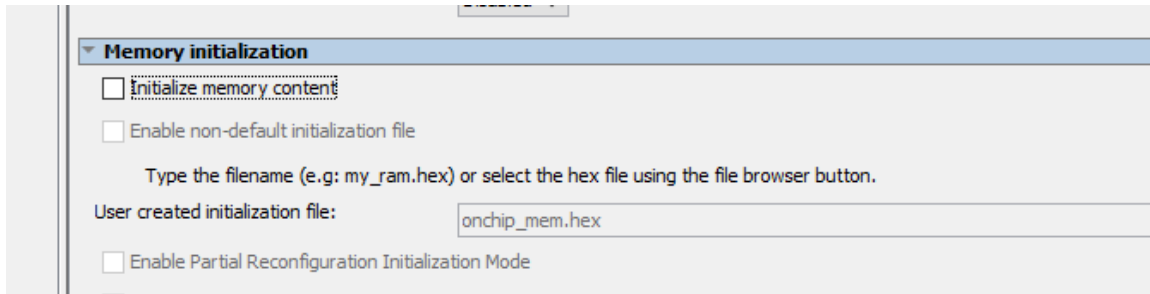 Memory initialization
Initialize memory content
Enable non-default initialization file
Type the filename (e.g: my_ram.hex) or select the hex file using the file browser button.
User created initialization file:
onchip_mem.hex
Enable Partial Reconfiguration Initialization Mode